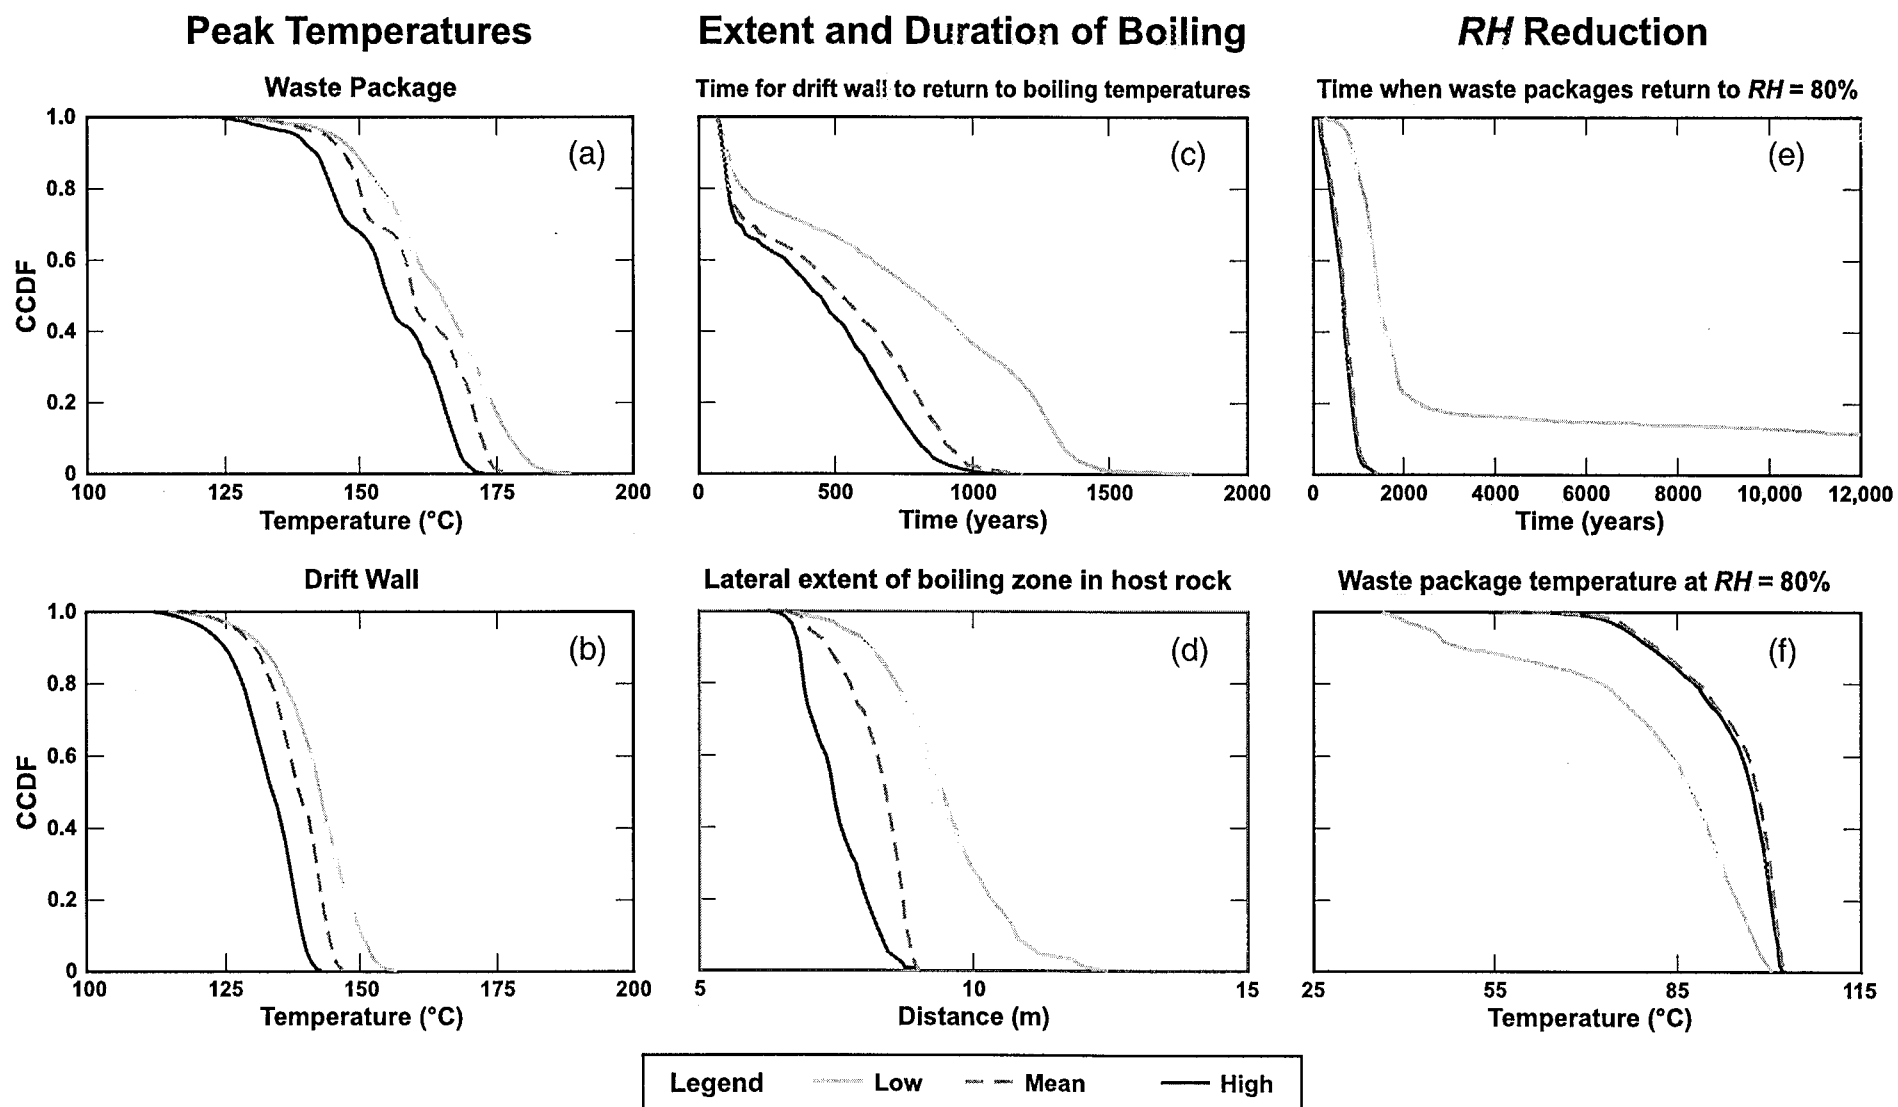 Peak Temperatures
Extent and Duration of Boiling
RH Reduction
Waste Package
Time for drift wall to return to boiling temperatures
Time when waste packages return to RH = 80%
(a)
(c)
(e)
CCDF
1.0
0.8
0.6
0.4
0.2
0
100 125 150 175 200
Temperature (°C)
0 500 1000 1500 2000
Time (years)
0 2000 4000 6000 8000 10,000 12,000
Time (years)
Drift Wall
Lateral extent of boiling zone in host rock
Waste package temperature at RH = 80%
(b)
(d)
(f)
CCDF
1.0
0.8
0.6
0.4
0.2
0
100 125 150 175 200
Temperature (°C)
5 10 15
Distance (m)
25 55 85 115
Temperature (°C)
Legend Low Mean High